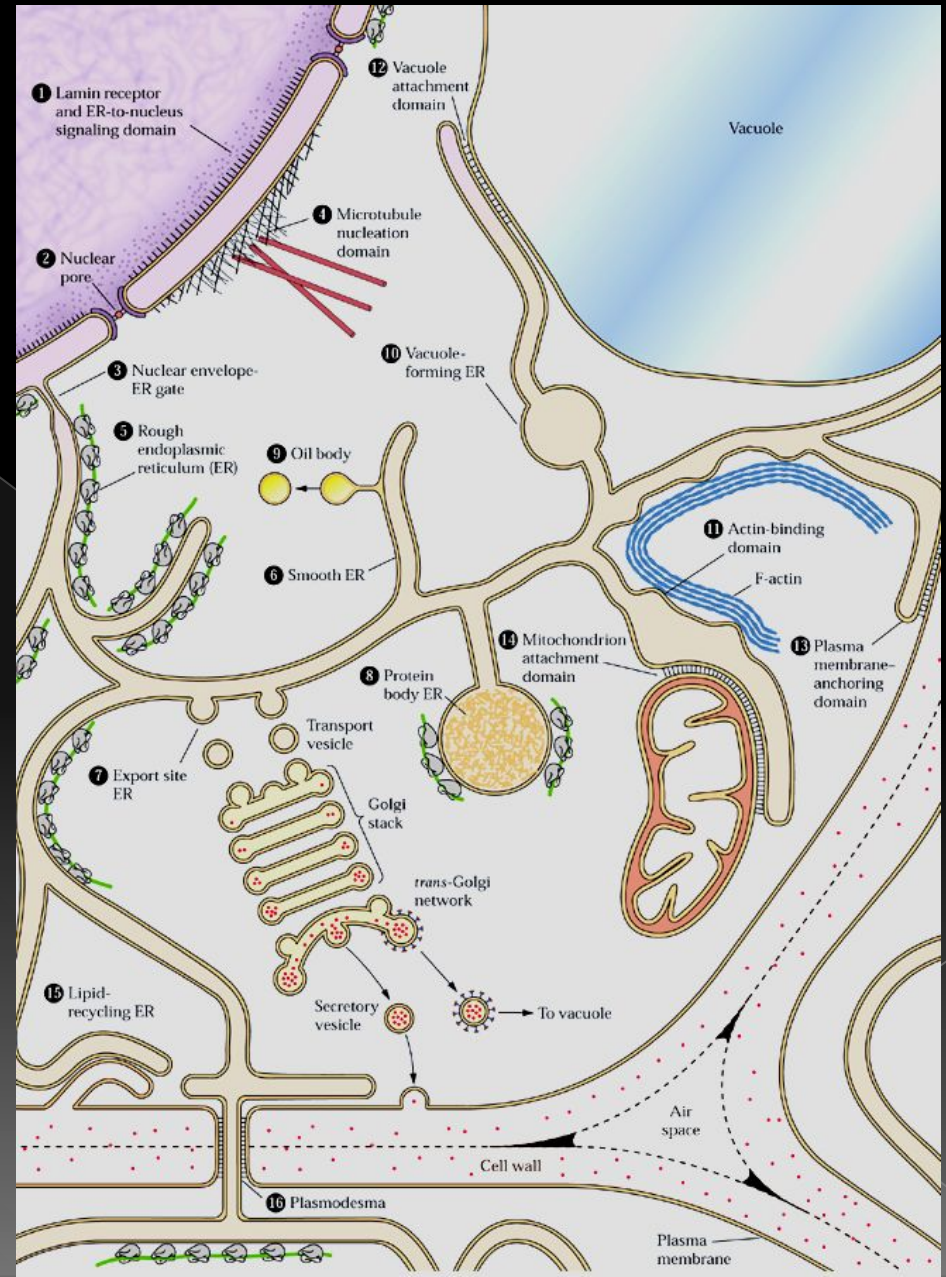 1 Lamin receptor
and ER-to-nucleus
signaling domain
12 Vacuole
attachment
domain
Vacuole
4 Microtubule
nucleation
domain
2 Nuclear
pore
3 Nuclear envelope-
ER gate
10 Vacuole-
forming ER
5 Rough
endoplasmic
reticulum (ER)
9 Oil body
11 Actin-binding
domain
F-actin
6 Smooth ER
14 Mitochondrion
attachment
domain
13 Plasma
membrane-
anchoring
domain
8 Protein
body ER
Transport
vesicle
7 Export site
ER
Golgi
stack
trans-Golgi
network
15 Lipid-
recycling ER
Secretory
vesicle
To vacuole
Air
space
Cell wall
16 Plasmodesma
Plasma
membrane